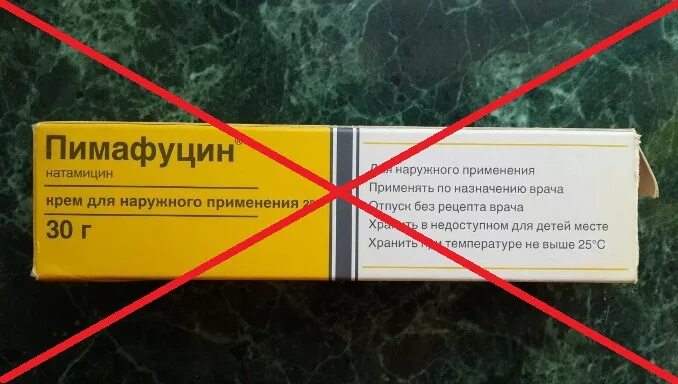 Пимафуцин®
натамицин
крем для наружного применения
30 г
Для наружного применения
Применять по назначению врача
Отпуск без рецепта врача
Хранить в недоступном для детей месте
Хранить при температуре не выше 25°C